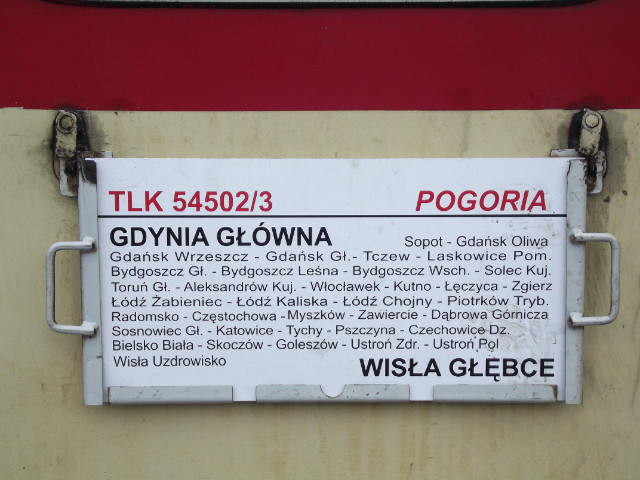 TLK 54502/3 POGORIA
GDYNIA GŁÓWNA Sopot - Gdańsk Oliwa
Gdańsk Wrzeszcz - Gdańsk Gł.- Tczew - Laskowice Pom.
Bydgoszcz Gł. - Bydgoszcz Leśna - Bydgoszcz Wsch. - Solec Kuj.
Toruń Gł. - Aleksandrów Kuj. - Włocławek - Kutno - Łęczyca - Zgierz
Łódź Żabieniec - Łódź Kaliska - Łódź Chojny - Piotrków Tryb.
Radomsko - Częstochowa - Myszków - Zawiercie - Dąbrowa Górnicza
Sosnowiec Gł. - Katowice - Tychy - Pszczyna - Czechowice Dz.
Bielsko Biała - Skoczów - Goleszów - Ustroń Zdr. - Ustroń Pol
Wisła Uzdrowisko WISŁA GŁĘBCE